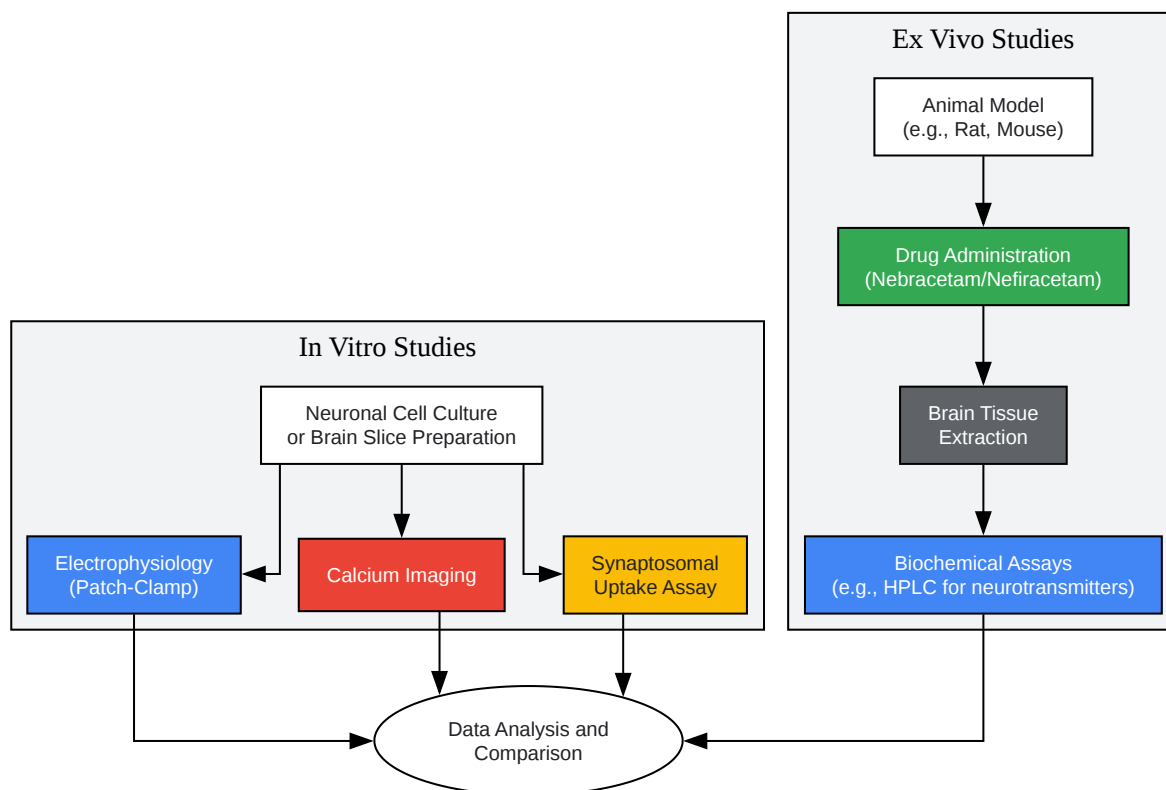 Ex Vivo Studies
Animal Model
(e.g., Rat, Mouse)
Drug Administration
(Nebracetam/Nefiracetam)
Brain Tissue
Extraction
Biochemical Assays
(e.g., HPLC for neurotransmitters)
In Vitro Studies
Neuronal Cell Culture
or Brain Slice Preparation
Electrophysiology
(Patch-Clamp)
Calcium Imaging
Synaptosomal
Uptake Assay
Data Analysis and
Comparison